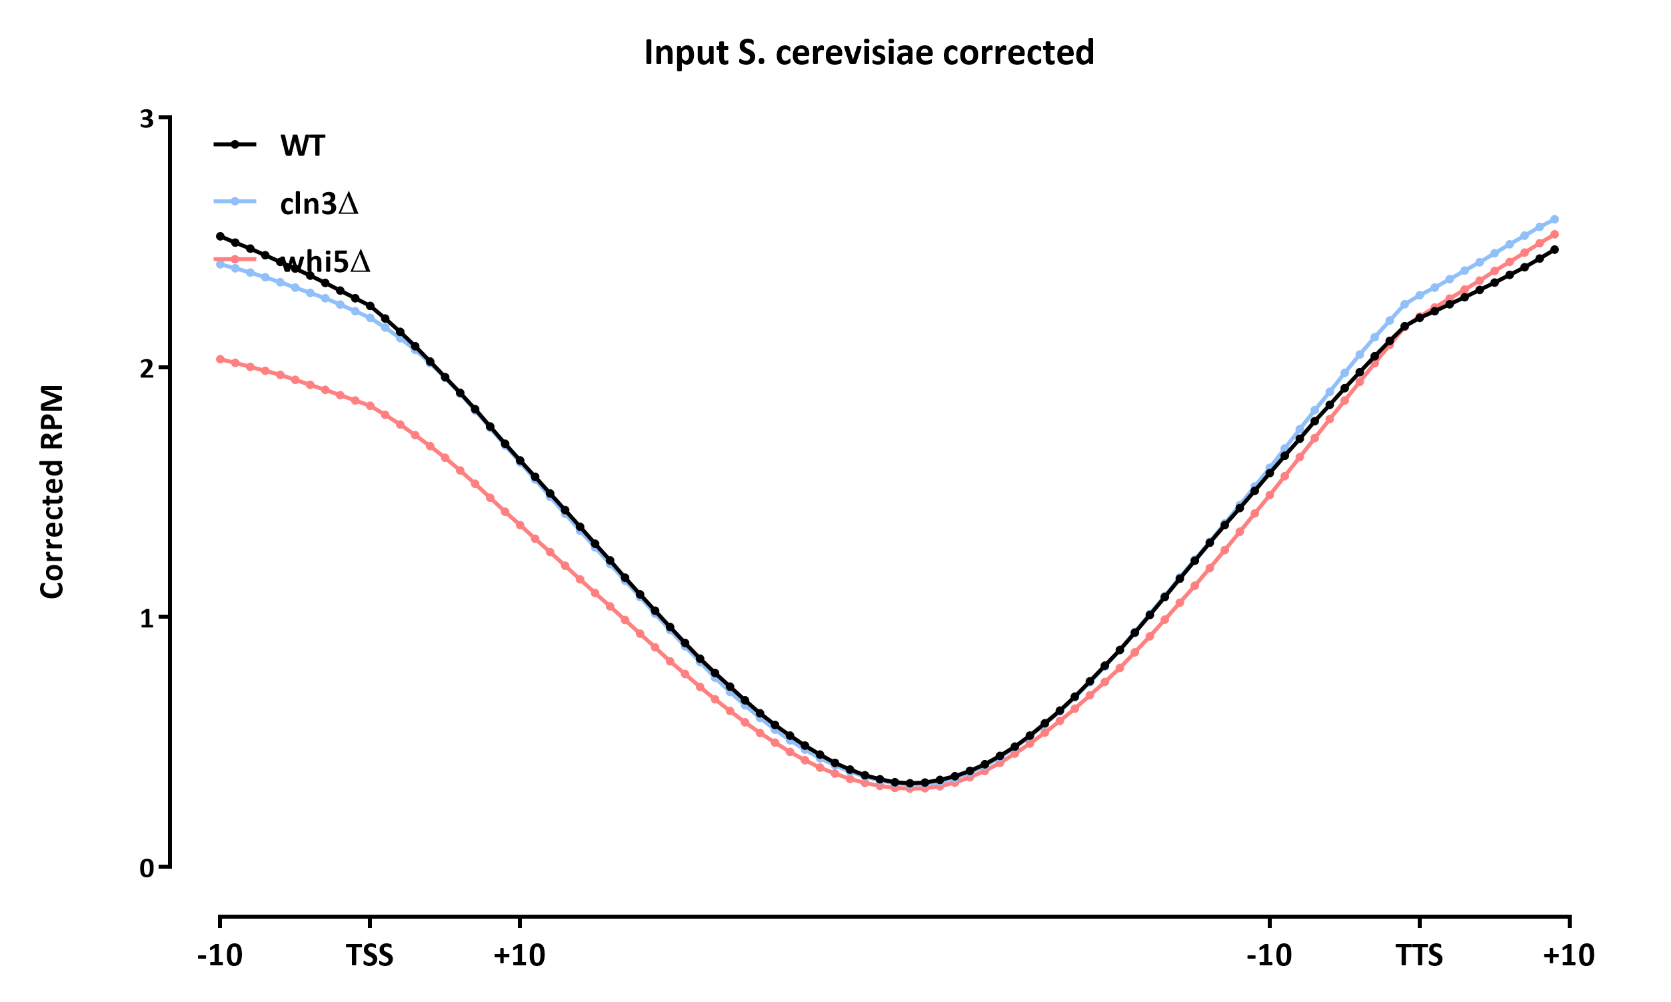 Input S. cerevisiae corrected
3
2
1
0
Corrected RPM
WT
cln3Δ
whi5Δ
-10 TSS +10 -10 TTS +10